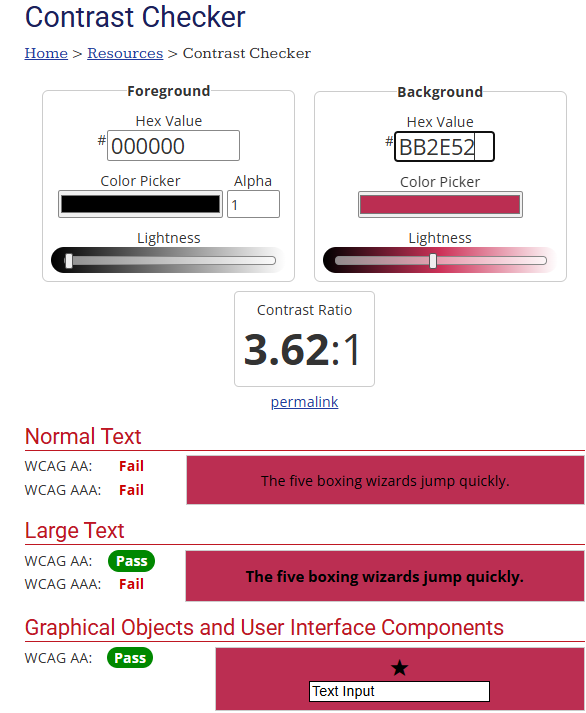 Contrast Checker
Home > Resources > Contrast Checker
Foreground
Hex Value
# 000000
Color Picker Alpha
1
Lightness
Background
Hex Value
# BB2E52
Color Picker
Lightness
Contrast Ratio
3.62:1
permalink
Normal Text
WCAG AA: Fail
WCAG AAA: Fail
The five boxing wizards jump quickly.
Large Text
WCAG AA: Pass
WCAG AAA: Fail
The five boxing wizards jump quickly.
Graphical Objects and User Interface Components
WCAG AA: Pass
Text Input